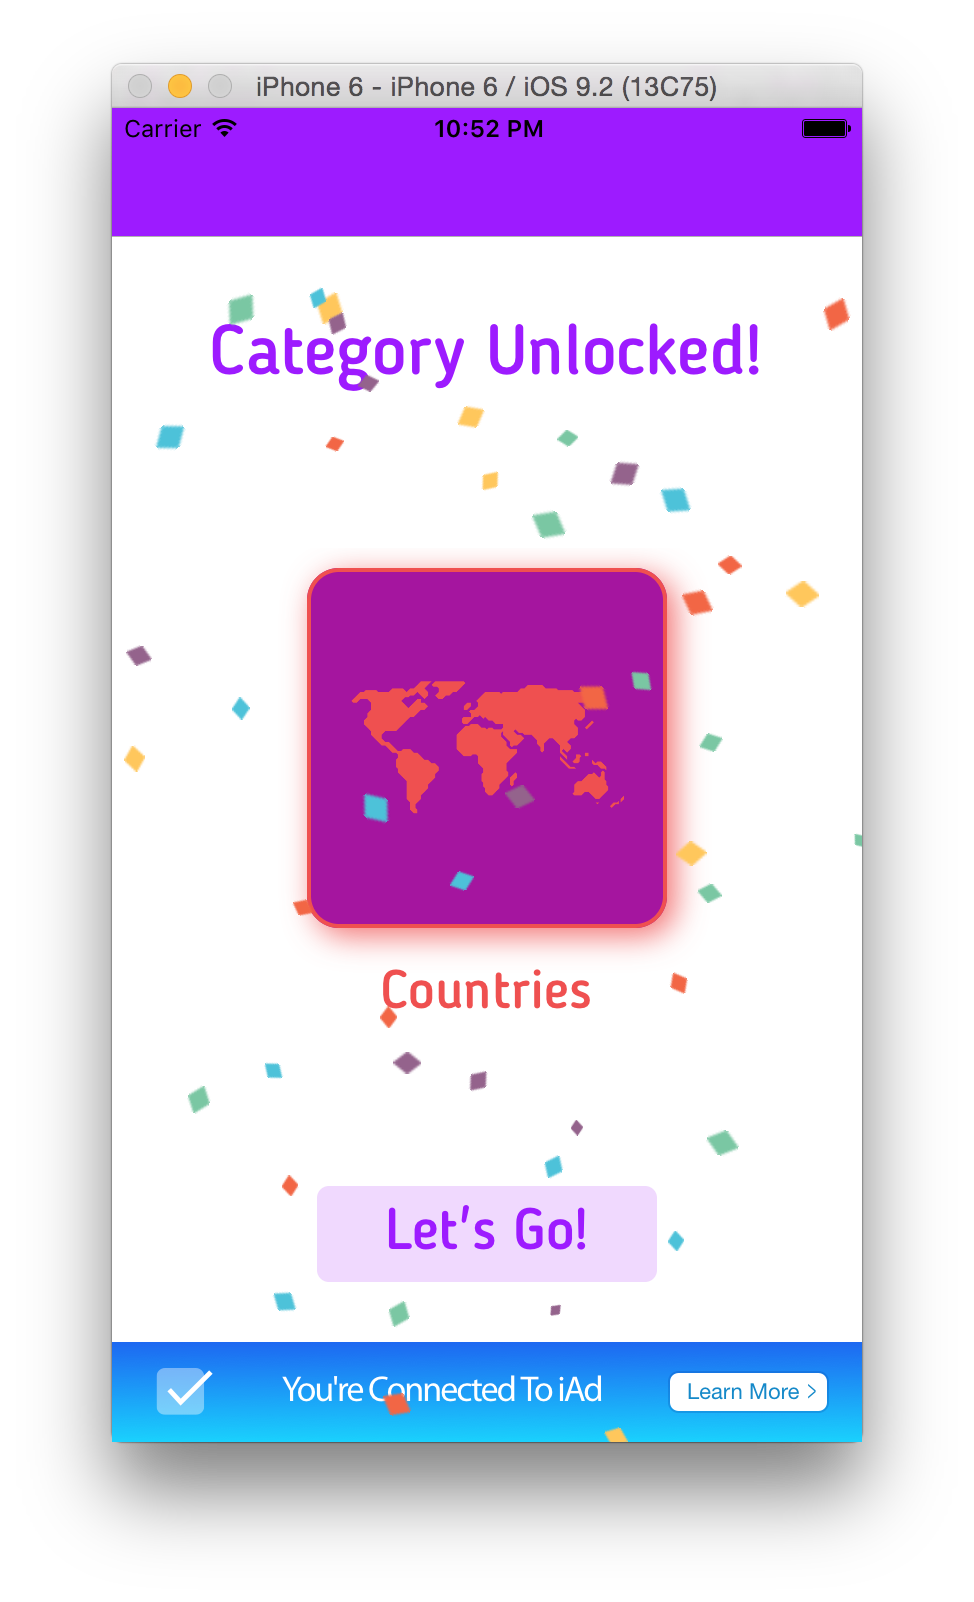 iPhone 6 - iPhone 6 / iOS 9.2 (13C75)
Carrier 10:52 PM
Category Unlocked!
Countries
Let's Go!
You're Connected To iAd
Learn More >